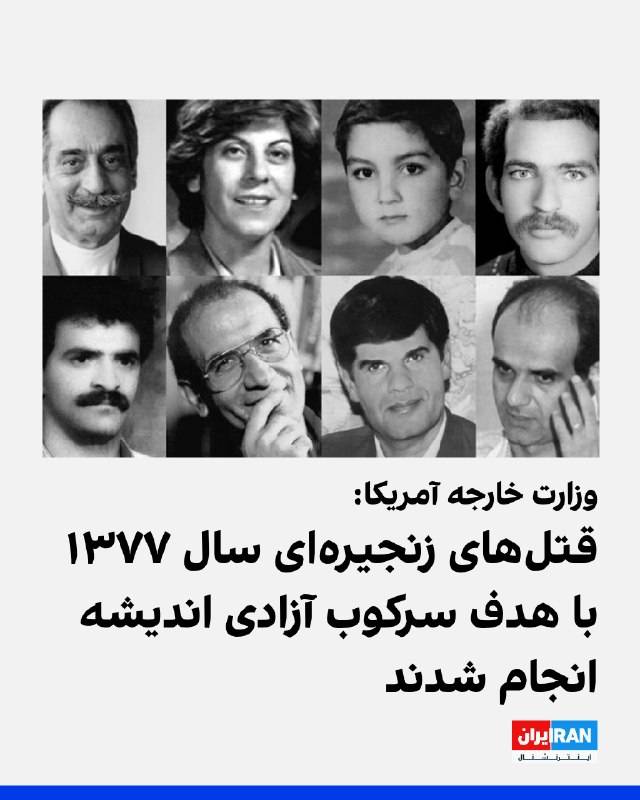 وزارت خارجه آمریکا:
قتل‌های زنجیره‌ای سال ۱۳۷۷
با هدف سرکوب آزادی اندیشه
انجام شدند
ایران IRAN
اینترنشنال